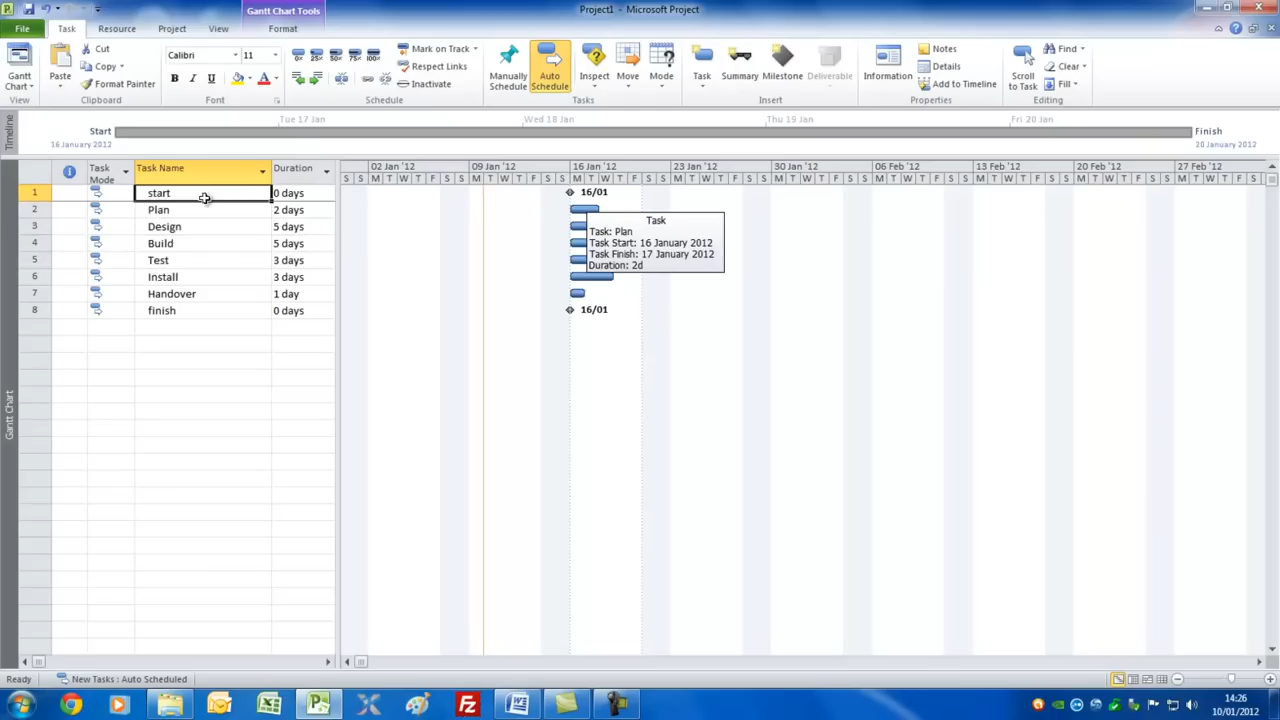 Gantt Chart Tools
Project1 – Microsoft Project
File Task Resource Project View Format
Gantt Chart
View
Paste
Cut
Copy
Format Painter
Clipboard
Calibri 11
B I U A
Font
0% 25% 50% 75% 100%
Mark on Track
Respect Links
Inactivate
Schedule
Manually Schedule
Auto Schedule
Inspect
Move
Mode
Tasks
Task
Summary
Milestone
Deliverable
Insert
Information
Notes
Details
Add to Timeline
Properties
Scroll to Task
Find
Clear
Fill
Editing
Timeline
Tue 17 Jan Wed 18 Jan Thu 19 Jan Fri 20 Jan
Start
16 January 2012
Finish
20 January 2012
Task Mode Task Name Duration
02 Jan '12 09 Jan '12 16 Jan '12 23 Jan '12 30 Jan '12 06 Feb '12 13 Feb '12 20 Feb '12 27 Feb '12
S M T W T F S S M T W T F S S M T W T F S S M T W T F S S M T W T F S S M T W T F S S M T W T F S S M T W T F S S M T W T F S
1 start 0 days 16/01
2 Plan 2 days
3 Design 5 days
4 Build 5 days
5 Test 3 days
6 Install 3 days
7 Handover 1 day
8 finish 0 days 16/01
Task
Task: Plan
Task Start: 16 January 2012
Task Finish: 17 January 2012
Duration: 2d
Gantt Chart
Ready New Tasks : Auto Scheduled
14:26
10/01/2012